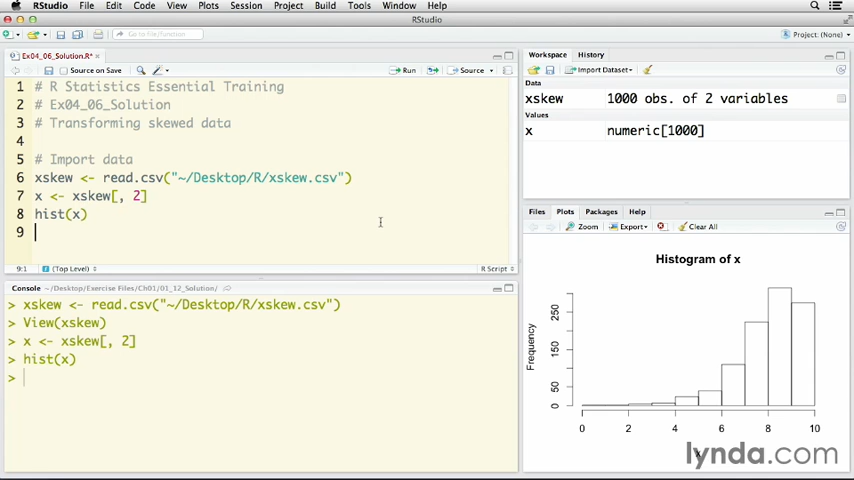 RStudio File Edit Code View Plots Session Project Build Tools Window Help
RStudio
Go to file/function
Project: (None)
Ex04_06_Solution.R*
Source on Save
Run
Source
1 # R Statistics Essential Training
2 # Ex04_06_Solution
3 # Transforming skewed data
4
5 # Import data
6 xskew <- read.csv("~/Desktop/R/xskew.csv")
7 x <- xskew[, 2]
8 hist(x)
9
9:1 (Top Level) R Script
Console ~/Desktop/Exercise Files/Ch01/01_12_Solution/
> xskew <- read.csv("~/Desktop/R/xskew.csv")
> View(xskew)
> x <- xskew[, 2]
> hist(x)
>
Workspace History
Import Dataset
Data
xskew 1000 obs. of 2 variables
Values
x numeric[1000]
Files Plots Packages Help
Zoom Export Clear All
Histogram of x
Frequency
250
150
50
0
0 2 4 6 8 10
x
lynda.com